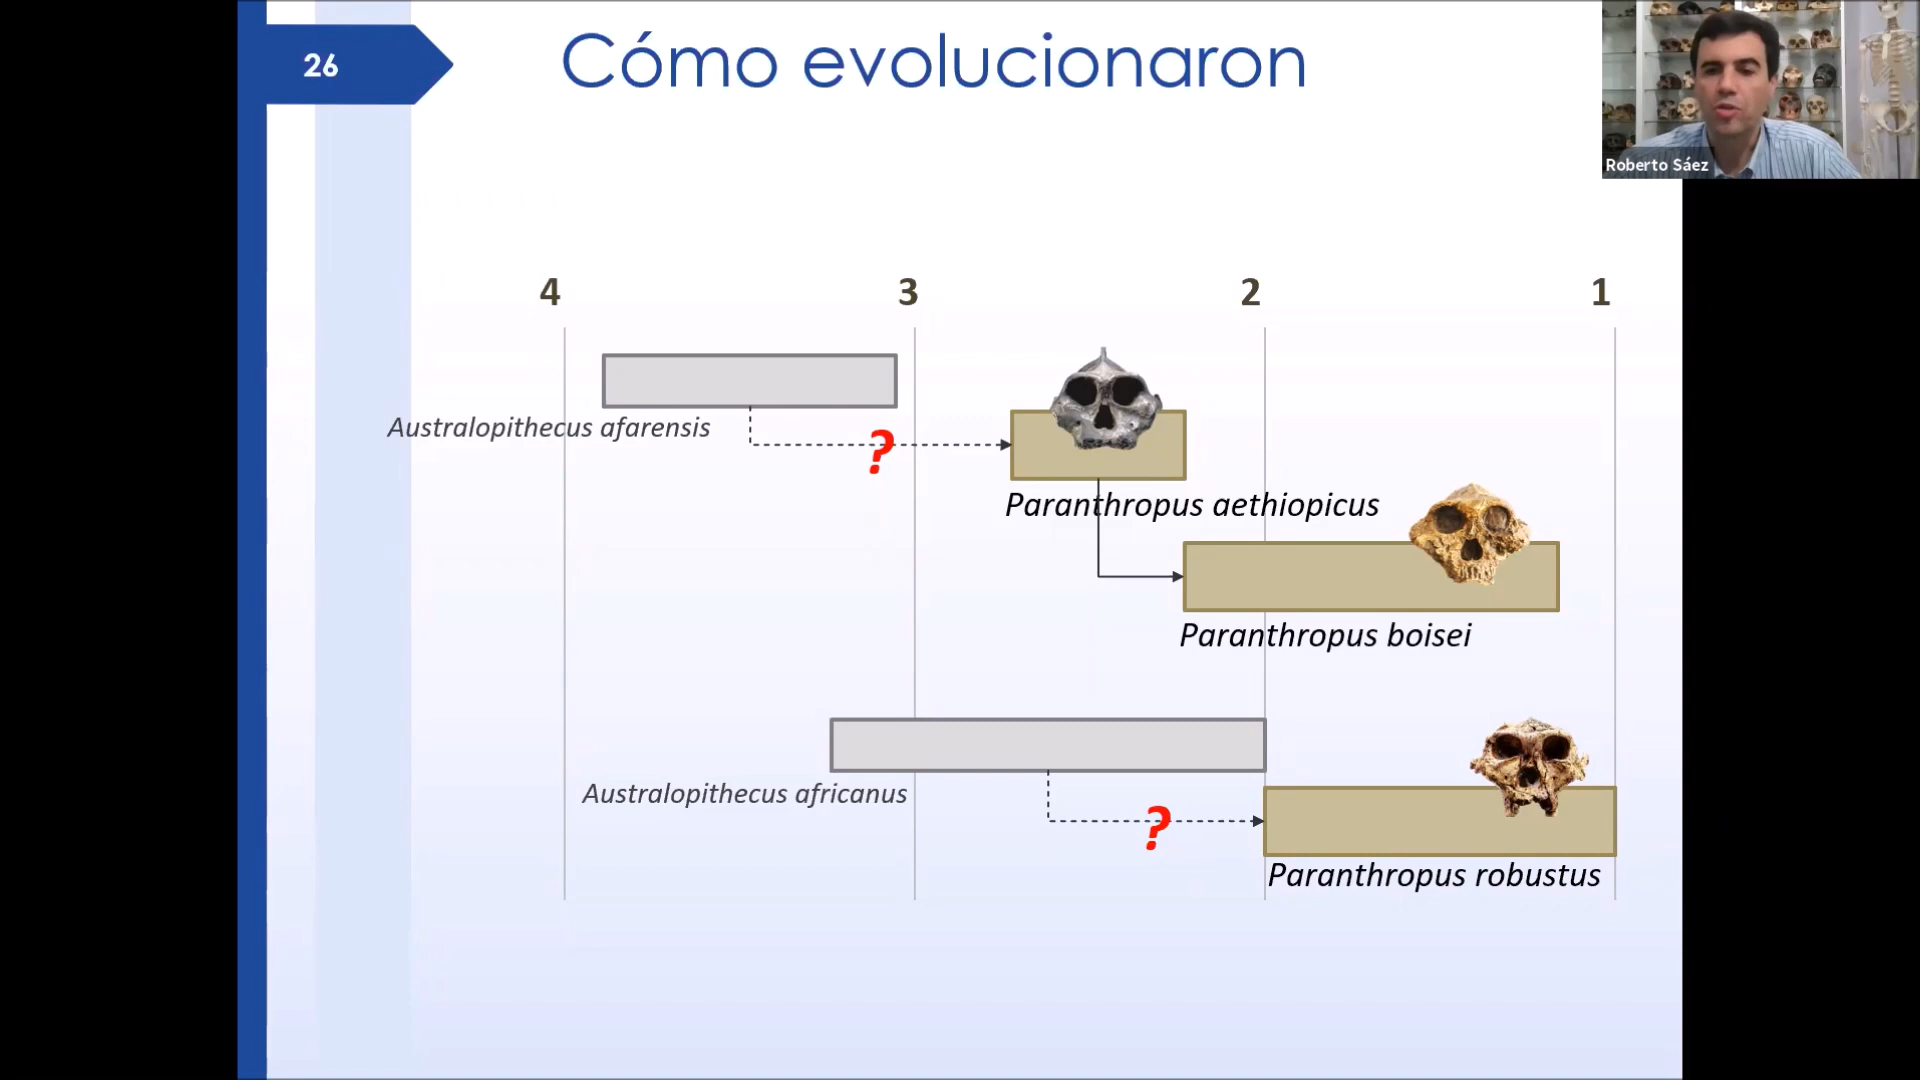 26
Cómo evolucionaron
Roberto Sáez
4 3 2 1
Australopithecus afarensis
?
Paranthropus aethiopicus
Paranthropus boisei
Australopithecus africanus
?
Paranthropus robustus